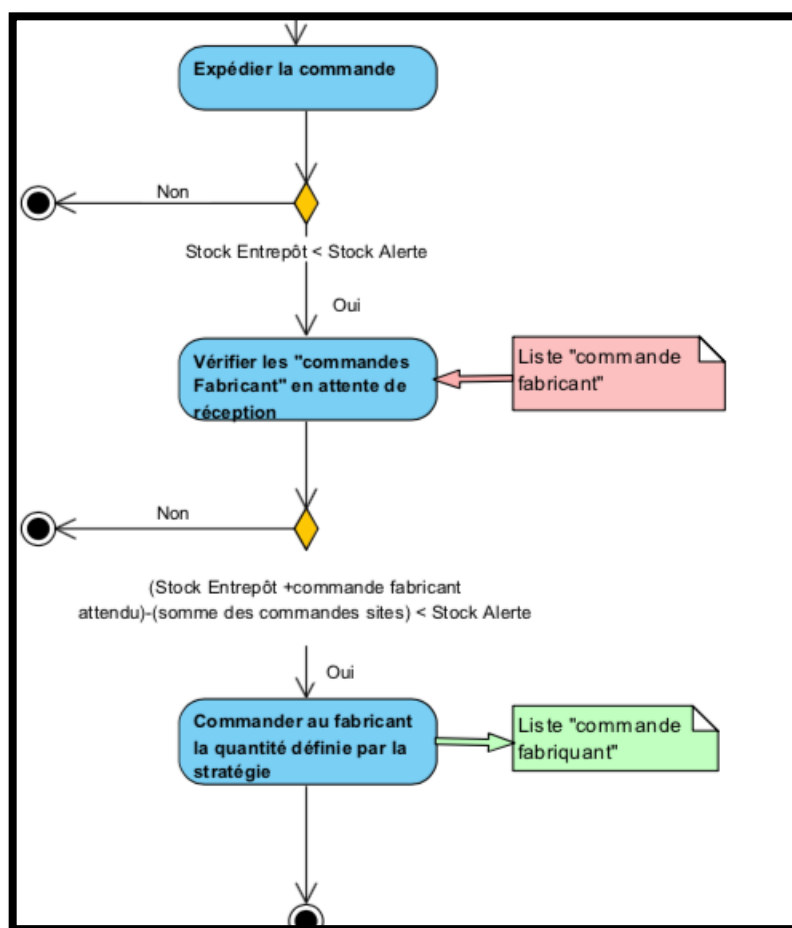 Expédier la commande
Non
Stock Entrepôt < Stock Alerte
Oui
Vérifier les "commandes
Fabricant" en attente de
réception
Liste "commande
fabricant"
Non
(Stock Entrepôt +commande fabricant
attendu)-(somme des commandes sites) < Stock Alerte
Oui
Commander au fabricant
la quantité définie par la
stratégie
Liste "commande
fabriquant"